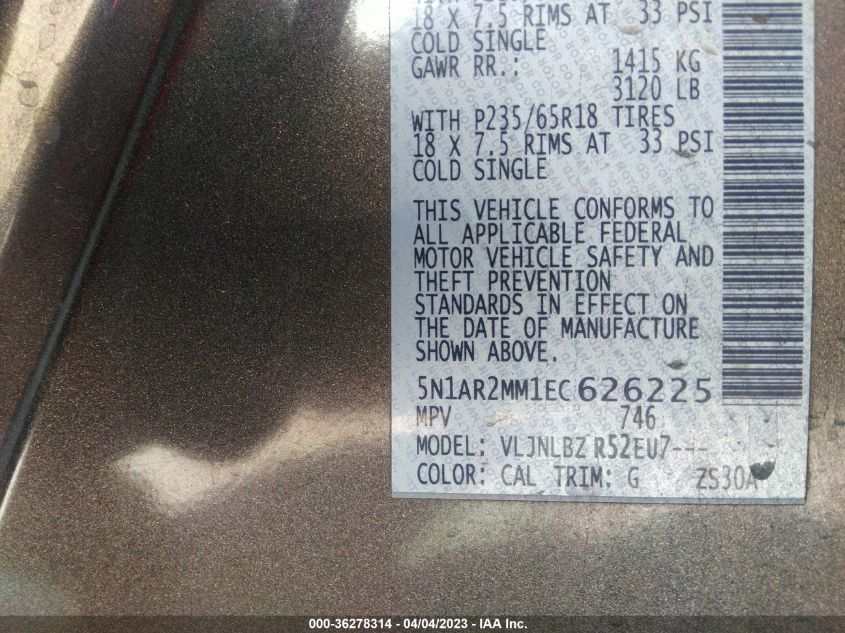 18 X 7.5 RIMS AT 33 PSI
COLD SINGLE
GAWR RR.: 1415 KG
3120 LB
WITH P235/65R18 TIRES
18 X 7.5 RIMS AT 33 PSI
COLD SINGLE
THIS VEHICLE CONFORMS TO
ALL APPLICABLE FEDERAL
MOTOR VEHICLE SAFETY AND
THEFT PREVENTION
STANDARDS IN EFFECT ON
THE DATE OF MANUFACTURE
SHOWN ABOVE.
5N1AR2MM1EC626225
MPV 746
MODEL: VLJNLBZ R52EU7---
COLOR: CAL TRIM: G ZS30A
000-36278314 - 04/04/2023 - IAA Inc.